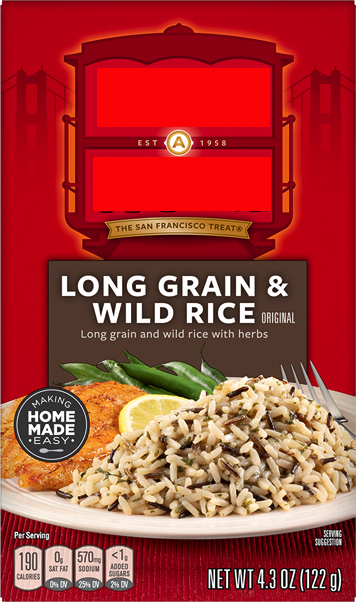 EST A 1958
THE SAN FRANCISCO TREAT®
LONG GRAIN &
WILD RICE ORIGINAL
Long grain and wild rice with herbs
MAKING
HOME
MADE
•EASY•
Per Serving
SERVING
SUGGESTION
190
CALORIES
0g
SAT FAT
0% DV
570mg
SODIUM
25% DV
<1g
ADDED
SUGARS
2% DV
NET WT 4.3 OZ (122 g)